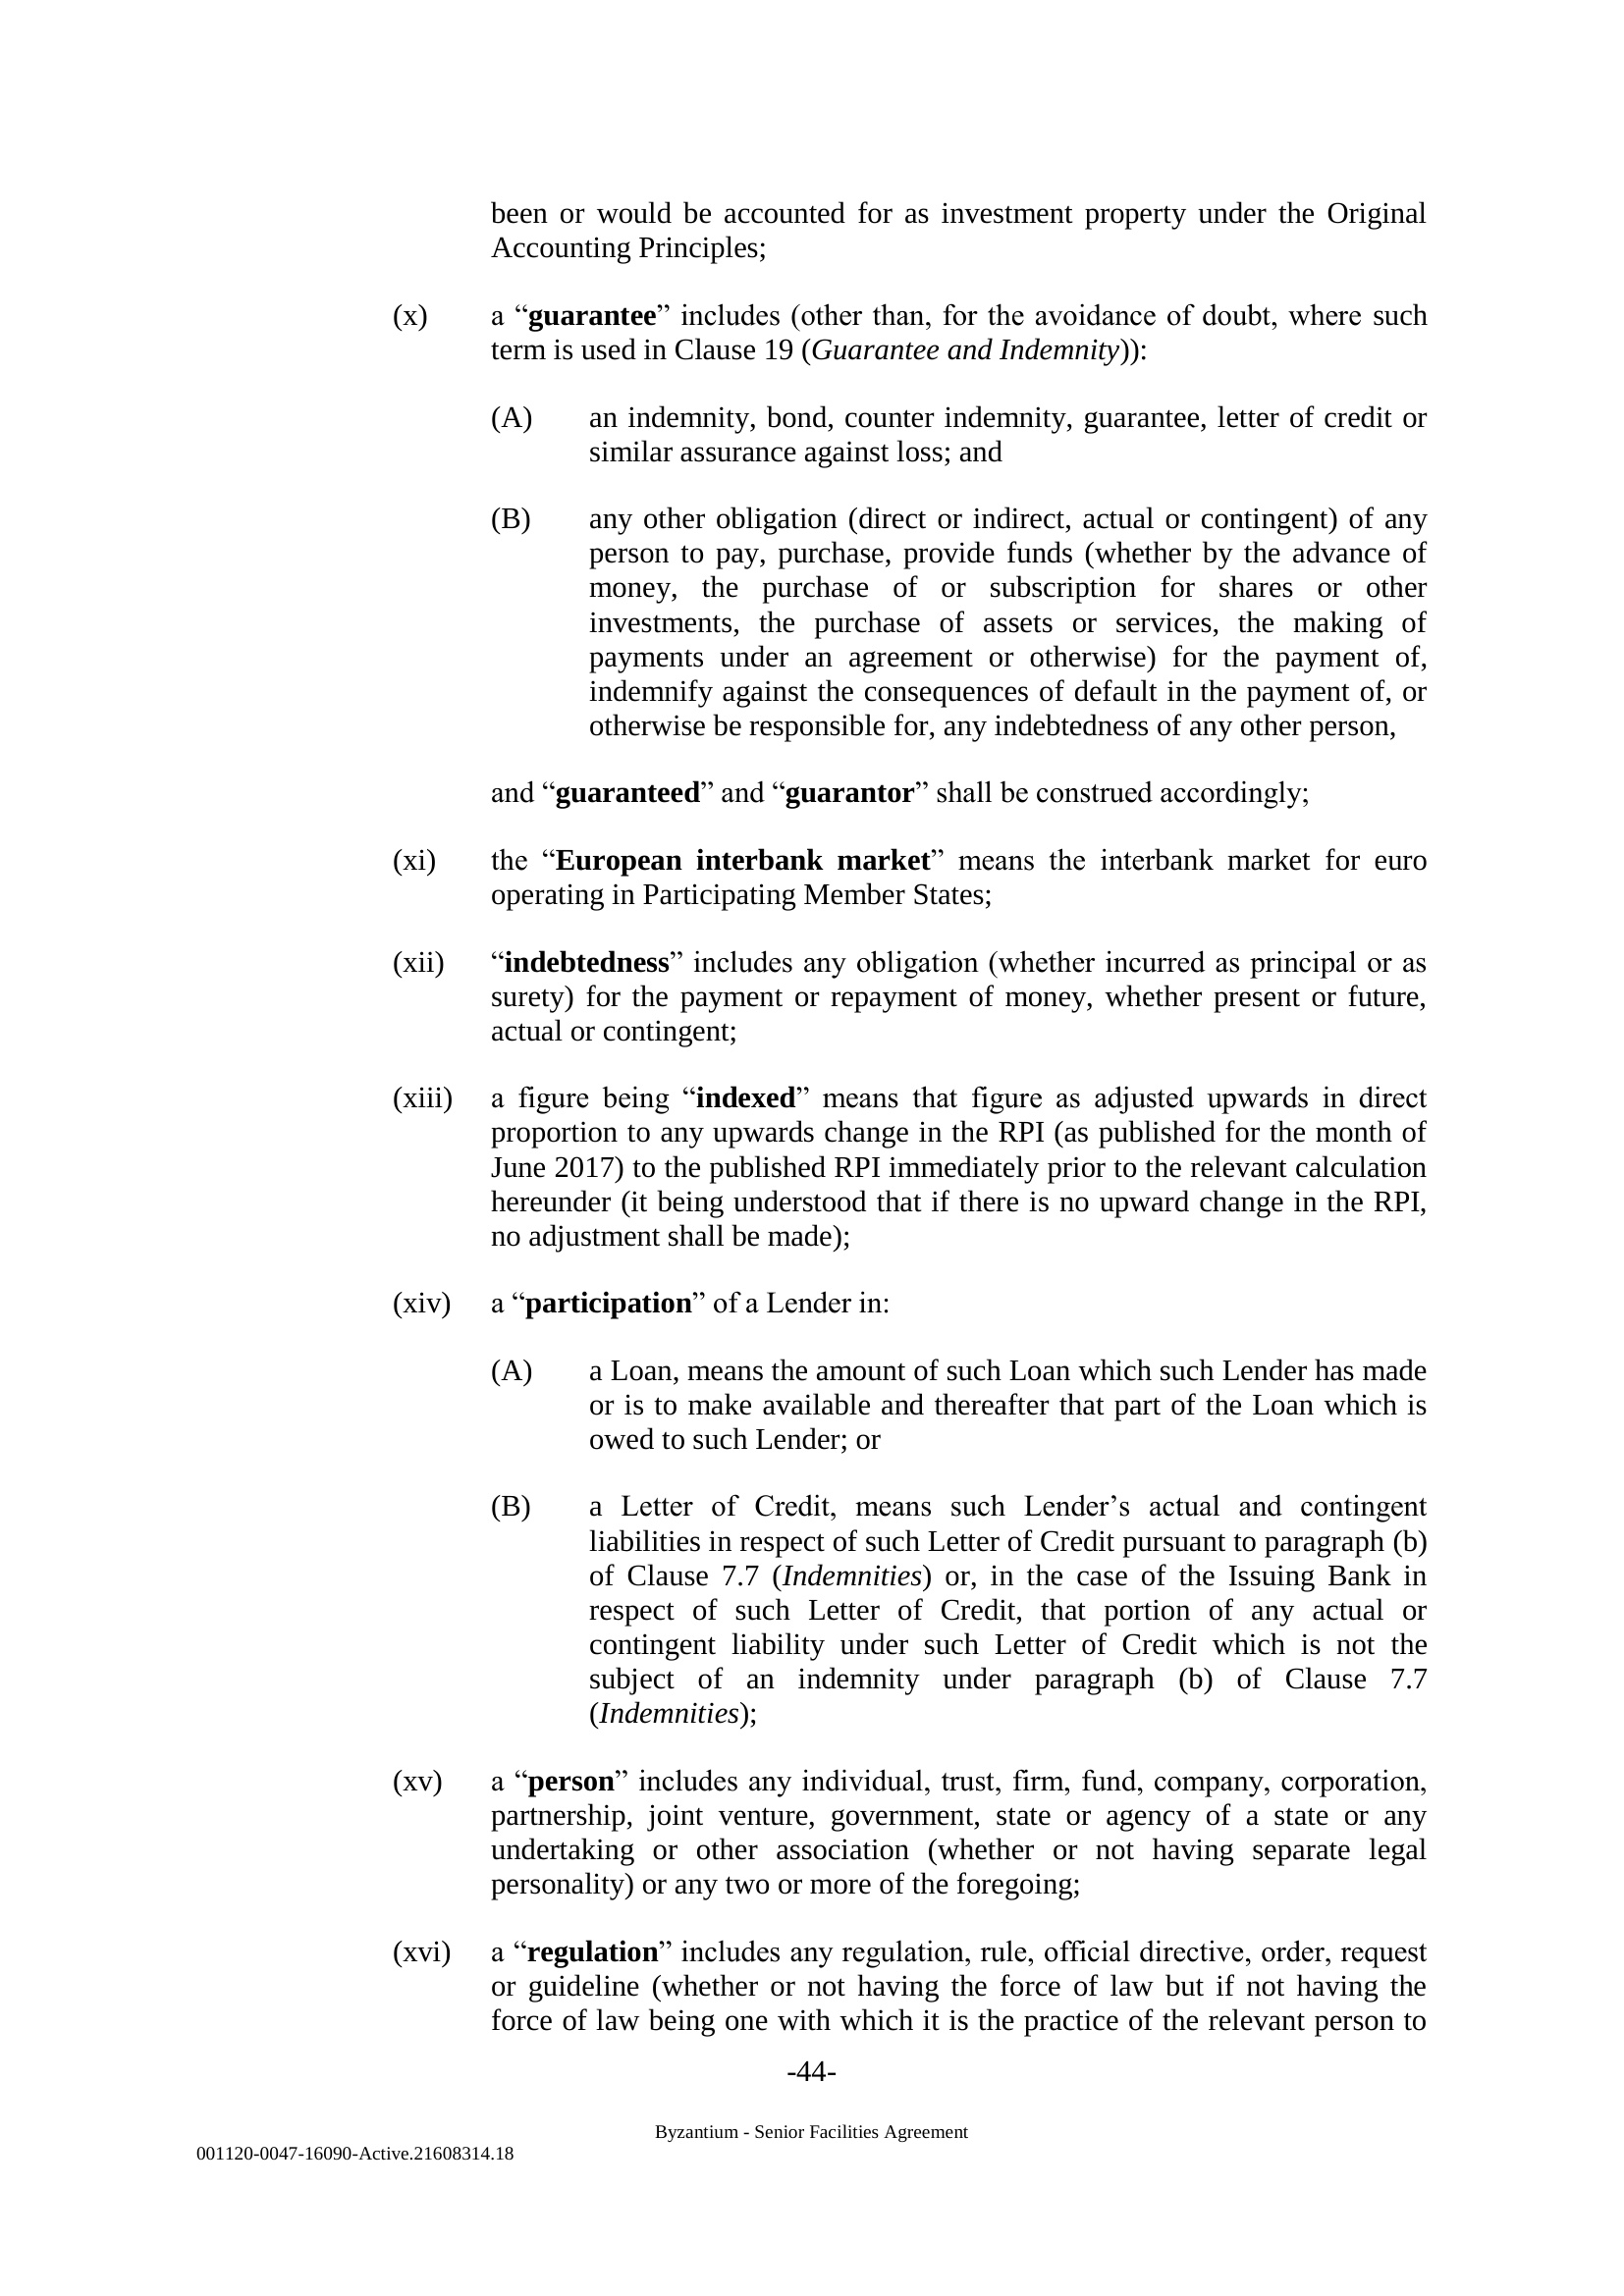 been or would be accounted for as investment property under the Original
Accounting Principles;
(x) a “guarantee” includes (other than, for the avoidance of doubt, where such
term is used in Clause 19 (Guarantee and Indemnity)):
(A) an indemnity, bond, counter indemnity, guarantee, letter of credit or
similar assurance against loss; and
(B) any other obligation (direct or indirect, actual or contingent) of any
person to pay, purchase, provide funds (whether by the advance of
money, the purchase of or subscription for shares or other
investments, the purchase of assets or services, the making of
payments under an agreement or otherwise) for the payment of,
indemnify against the consequences of default in the payment of, or
otherwise be responsible for, any indebtedness of any other person,
and “guaranteed” and “guarantor” shall be construed accordingly;
(xi) the “European interbank market” means the interbank market for euro
operating in Participating Member States;
(xii) “indebtedness” includes any obligation (whether incurred as principal or as
surety) for the payment or repayment of money, whether present or future,
actual or contingent;
(xiii) a figure being “indexed” means that figure as adjusted upwards in direct
proportion to any upwards change in the RPI (as published for the month of
June 2017) to the published RPI immediately prior to the relevant calculation
hereunder (it being understood that if there is no upward change in the RPI,
no adjustment shall be made);
(xiv) a “participation” of a Lender in:
(A) a Loan, means the amount of such Loan which such Lender has made
or is to make available and thereafter that part of the Loan which is
owed to such Lender; or
(B) a Letter of Credit, means such Lender’s actual and contingent
liabilities in respect of such Letter of Credit pursuant to paragraph (b)
of Clause 7.7 (Indemnities) or, in the case of the Issuing Bank in
respect of such Letter of Credit, that portion of any actual or
contingent liability under such Letter of Credit which is not the
subject of an indemnity under paragraph (b) of Clause 7.7
(Indemnities);
(xv) a “person” includes any individual, trust, firm, fund, company, corporation,
partnership, joint venture, government, state or agency of a state or any
undertaking or other association (whether or not having separate legal
personality) or any two or more of the foregoing;
(xvi) a “regulation” includes any regulation, rule, official directive, order, request
or guideline (whether or not having the force of law but if not having the
force of law being one with which it is the practice of the relevant person to
-44-
Byzantium - Senior Facilities Agreement
001120-0047-16090-Active.21608314.18